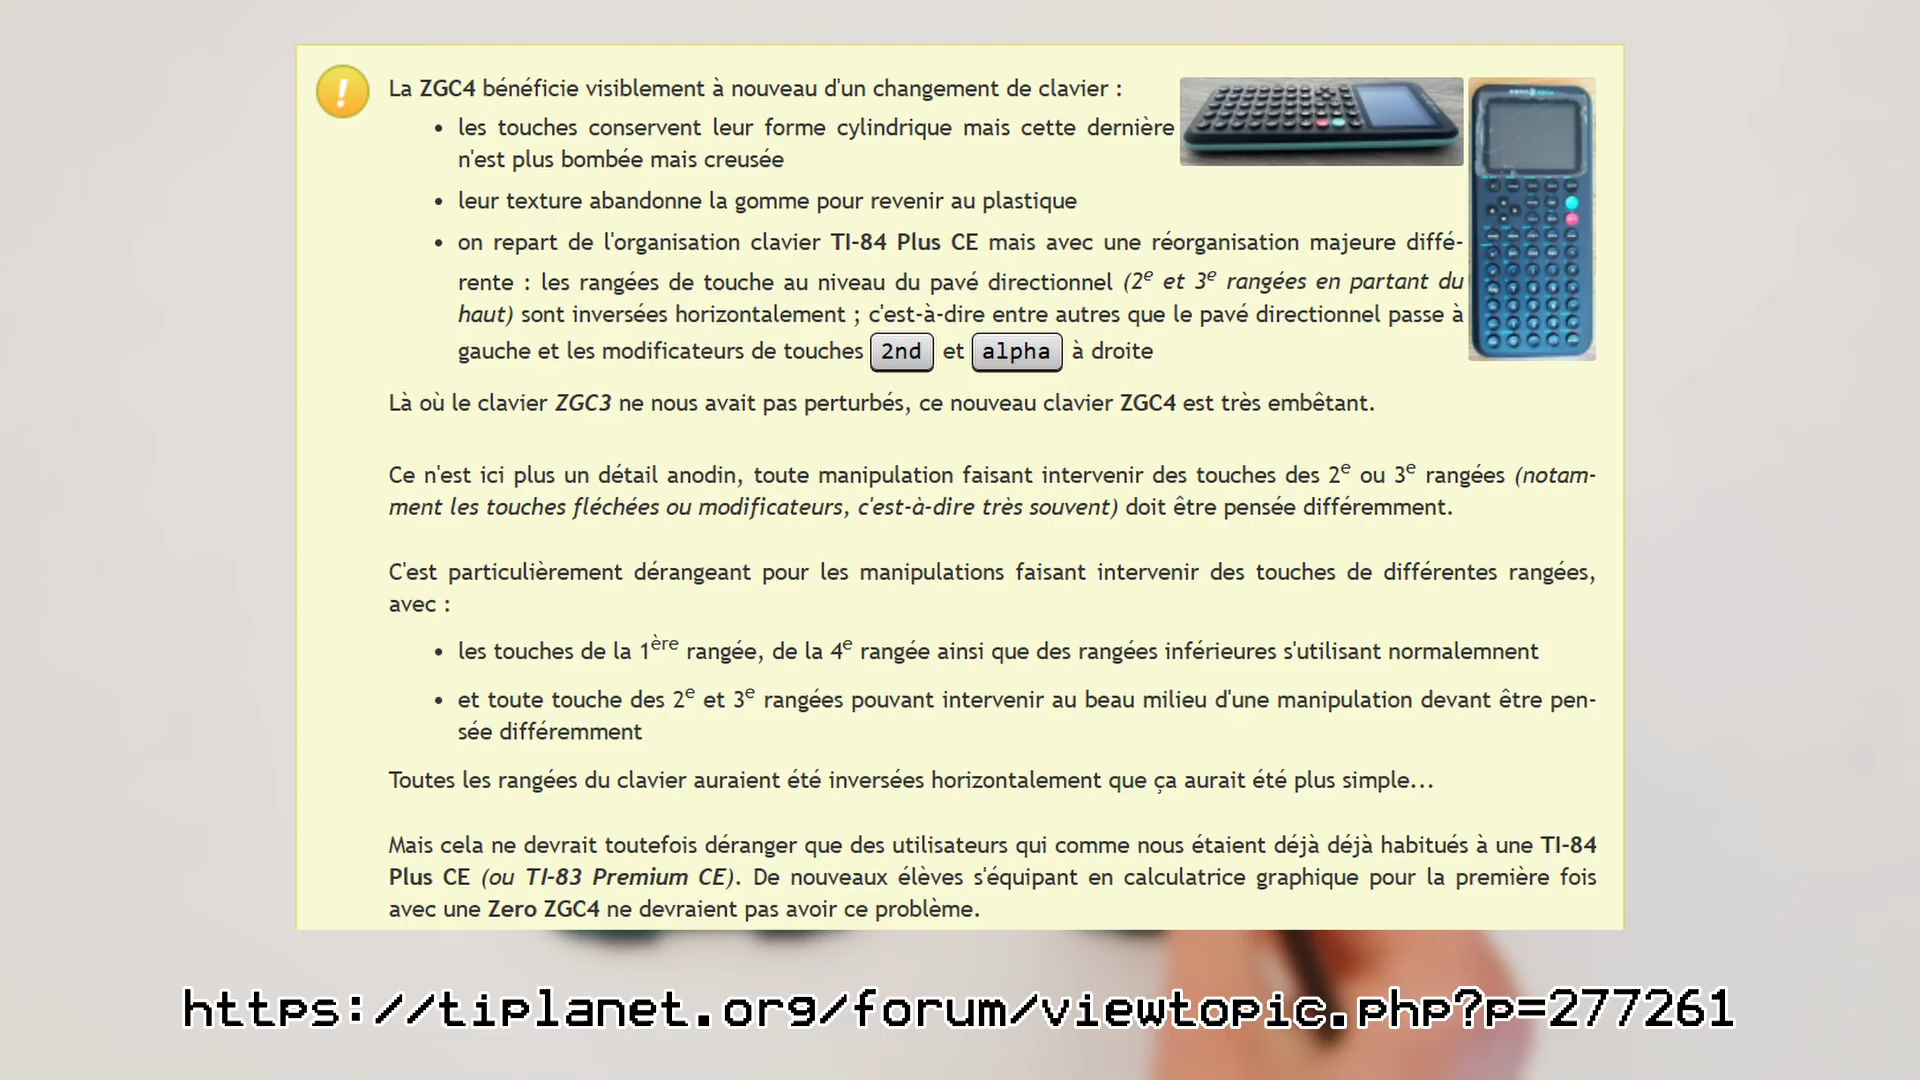 La ZGC4 bénéficie visiblement à nouveau d'un changement de clavier :
• les touches conservent leur forme cylindrique mais cette dernière
n'est plus bombée mais creusée
• leur texture abandonne la gomme pour revenir au plastique
• on repart de l'organisation clavier TI-84 Plus CE mais avec une réorganisation majeure diffé-
rente : les rangées de touche au niveau du pavé directionnel (2e et 3e rangées en partant du
haut) sont inversées horizontalement ; c'est-à-dire entre autres que le pavé directionnel passe à
gauche et les modificateurs de touches 2nd et alpha à droite
Là où le clavier ZGC3 ne nous avait pas perturbés, ce nouveau clavier ZGC4 est très embêtant.
Ce n'est ici plus un détail anodin, toute manipulation faisant intervenir des touches des 2e ou 3e rangées (notam-
ment les touches fléchées ou modificateurs, c'est-à-dire très souvent) doit être pensée différemment.
C'est particulièrement dérangeant pour les manipulations faisant intervenir des touches de différentes rangées,
avec :
• les touches de la 1ère rangée, de la 4e rangée ainsi que des rangées inférieures s'utilisant normalemnent
• et toute touche des 2e et 3e rangées pouvant intervenir au beau milieu d'une manipulation devant être pen-
sée différemment
Toutes les rangées du clavier auraient été inversées horizontalement que ça aurait été plus simple...
Mais cela ne devrait toutefois déranger que des utilisateurs qui comme nous étaient déjà déjà habitués à une TI-84
Plus CE (ou TI-83 Premium CE). De nouveaux élèves s'équipant en calculatrice graphique pour la première fois
avec une Zero ZGC4 ne devraient pas avoir ce problème.
https://tiplanet.org/forum/viewtopic.php?p=277261